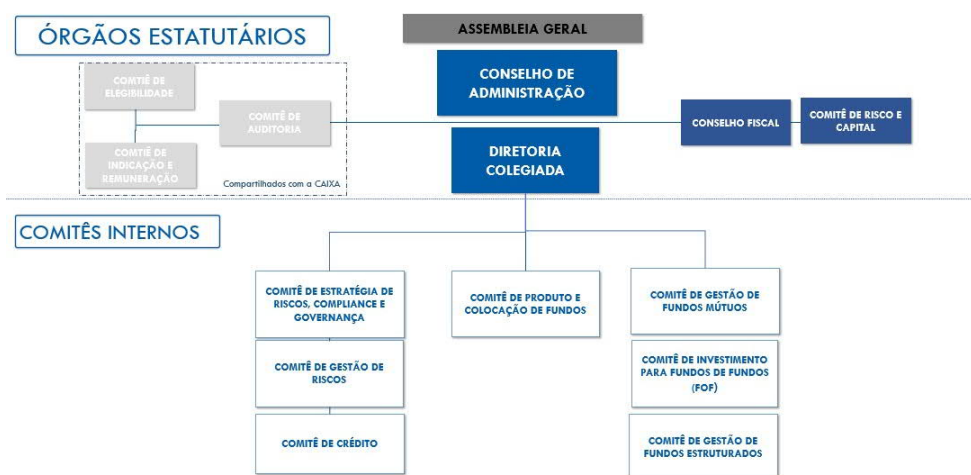 ÓRGÃOS ESTATUTÁRIOS
ASSEMBLEIA GERAL
CONSELHO DE
ADMINISTRAÇÃO
COMTIÊ DE
ELEGIBILIDADE
COMITÊ DE
AUDITORIA
COMTIÊ DE
INDICAÇÃO E
REMUNERAÇÃO
Compartilhados com a CAIXA
CONSELHO FISCAL
COMITÊ DE RISCO E
CAPITAL
DIRETORIA
COLEGIADA
COMITÊS INTERNOS
COMITÊ DE ESTRATÉGIA DE
RISCOS, COMPLIANCE E
GOVERNANÇA
COMITÊ DE GESTÃO DE
RISCOS
COMITÊ DE CRÉDITO
COMITÊ DE PRODUTO E
COLOCAÇÃO DE FUNDOS
COMITÊ DE GESTÃO DE
FUNDOS MÚTUOS
COMITÊ DE INVESTIMENTO
PARA FUNDOS DE FUNDOS
(FOF)
COMITÊ DE GESTÃO DE
FUNDOS ESTRUTURADOS